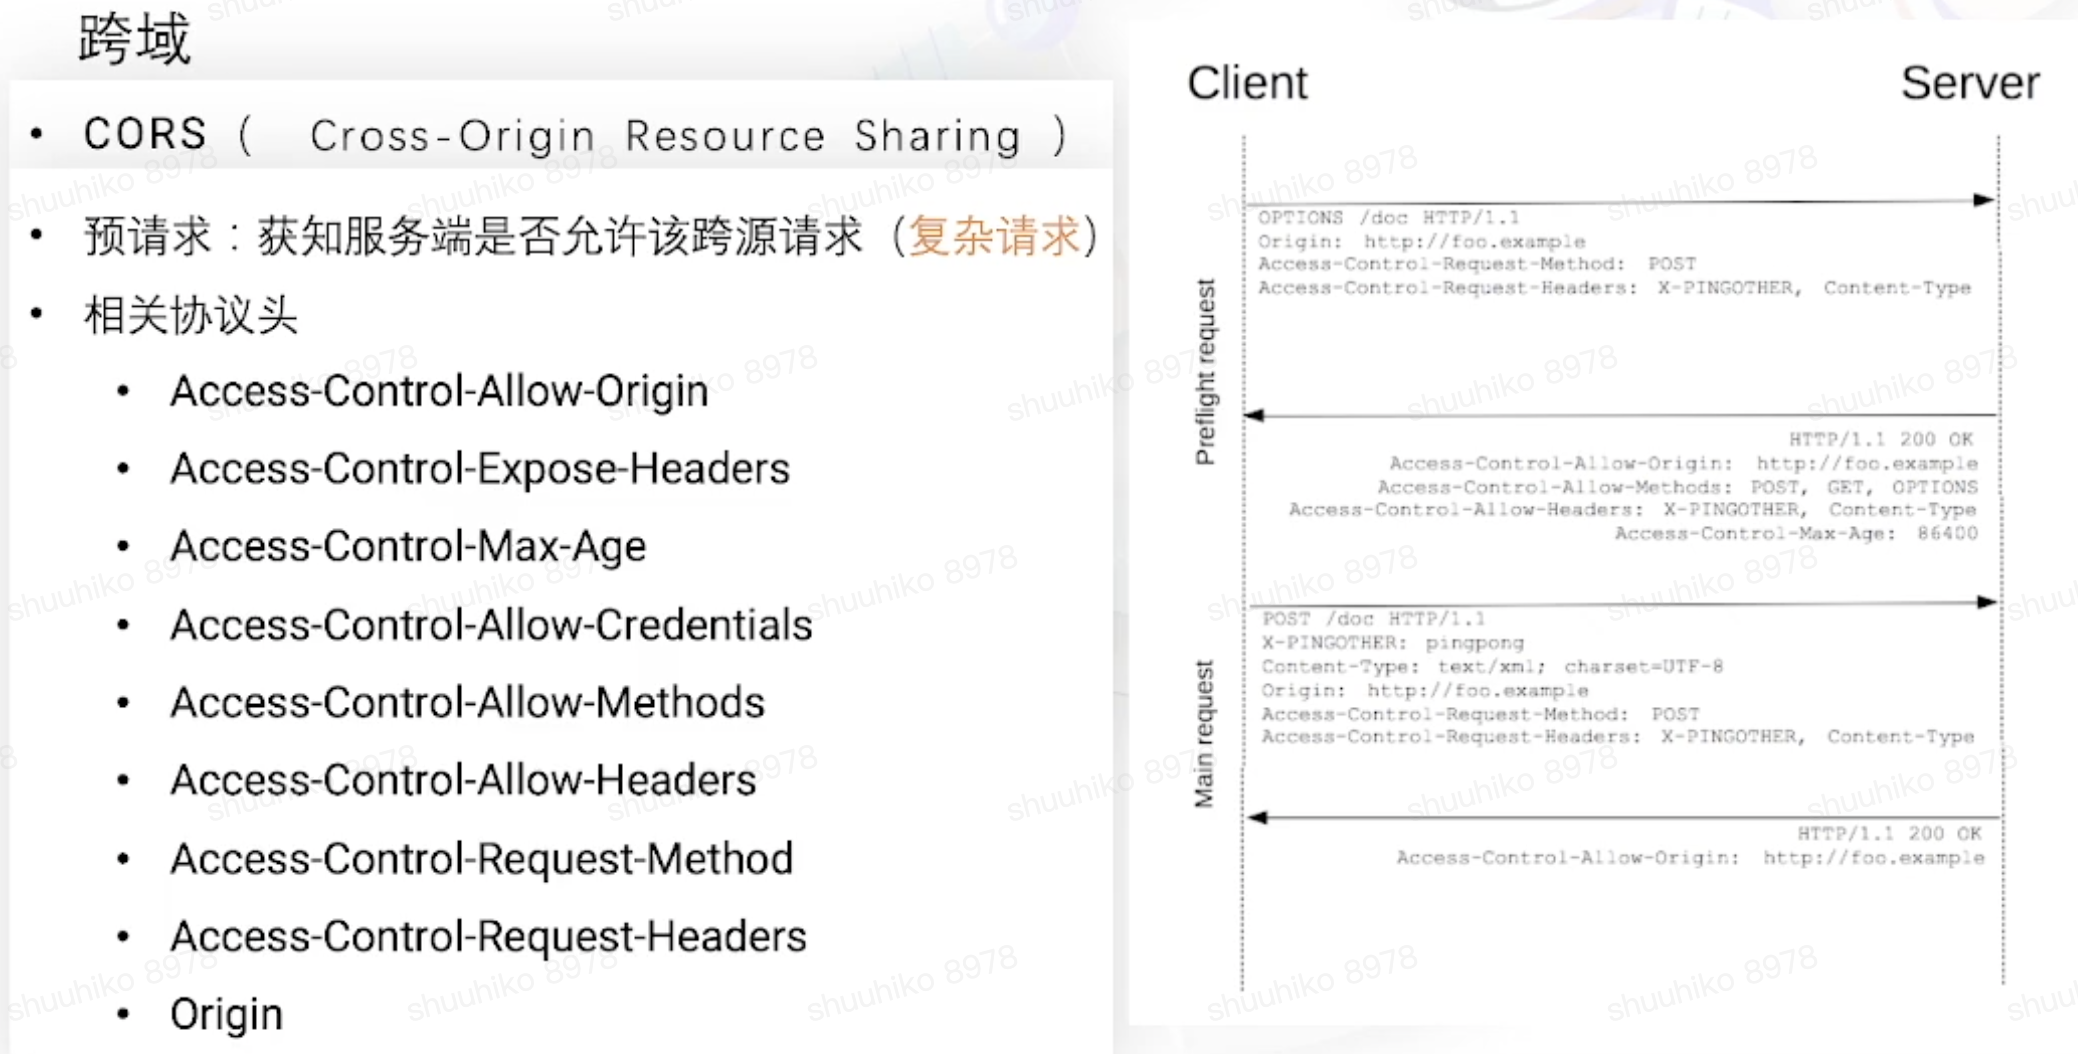 跨域
• CORS ( Cross-Origin Resource Sharing )
• 预请求：获知服务端是否允许该跨源请求（复杂请求）
• 相关协议头
• Access-Control-Allow-Origin
• Access-Control-Expose-Headers
• Access-Control-Max-Age
• Access-Control-Allow-Credentials
• Access-Control-Allow-Methods
• Access-Control-Allow-Headers
• Access-Control-Request-Method
• Access-Control-Request-Headers
• Origin
Client
Server
Preflight request
OPTIONS /doc HTTP/1.1
Origin: http://foo.example
Access-Control-Request-Method: POST
Access-Control-Request-Headers: X-PINGOTHER, Content-Type
HTTP/1.1 200 OK
Access-Control-Allow-Origin: http://foo.example
Access-Control-Allow-Methods: POST, GET, OPTIONS
Access-Control-Allow-Headers: X-PINGOTHER, Content-Type
Access-Control-Max-Age: 86400
Main request
POST /doc HTTP/1.1
X-PINGOTHER: pingpong
Content-Type: text/xml; charset=UTF-8
Origin: http://foo.example
Access-Control-Request-Method: POST
Access-Control-Request-Headers: X-PINGOTHER, Content-Type
HTTP/1.1 200 OK
Access-Control-Allow-Origin: http://foo.example
shuuhiko 8978